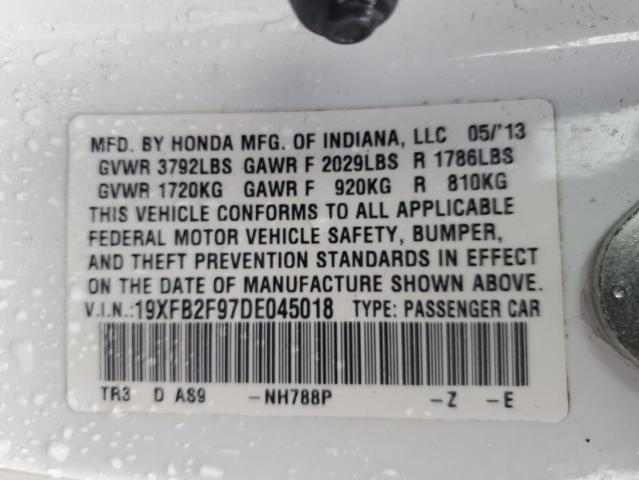 MFD. BY HONDA MFG. OF INDIANA, LLC 05/'13
GVWR 3792LBS GAWR F 2029LBS R 1786LBS
GVWR 1720KG GAWR F 920KG R 810KG
THIS VEHICLE CONFORMS TO ALL APPLICABLE
FEDERAL MOTOR VEHICLE SAFETY, BUMPER,
AND THEFT PREVENTION STANDARDS IN EFFECT
ON THE DATE OF MANUFACTURE SHOWN ABOVE.
V.I.N.:19XFB2F97DE045018 TYPE: PASSENGER CAR
TR3 D AS9 -NH788P -Z -E